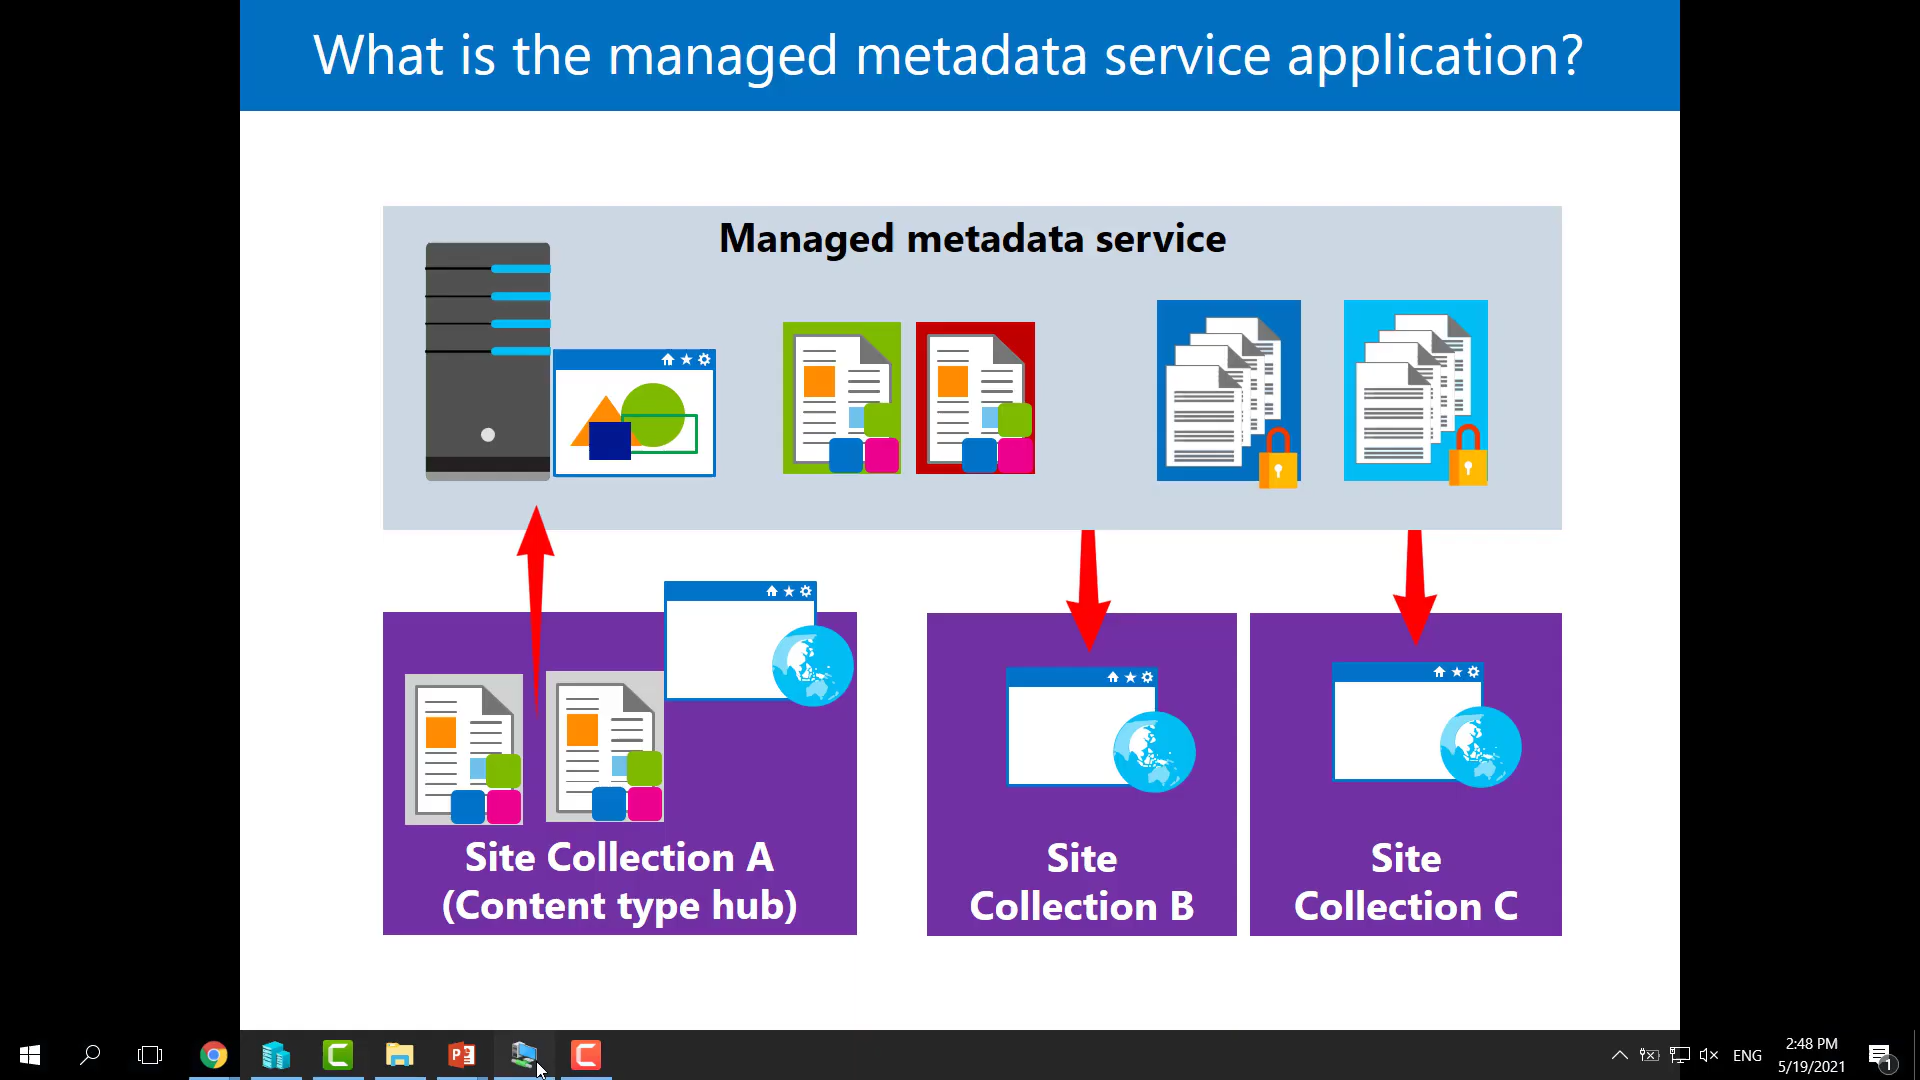 What is the managed metadata service application?
Managed metadata service
Site Collection A
(Content type hub)
Site
Collection B
Site
Collection C
ENG
2:48 PM
5/19/2021
1